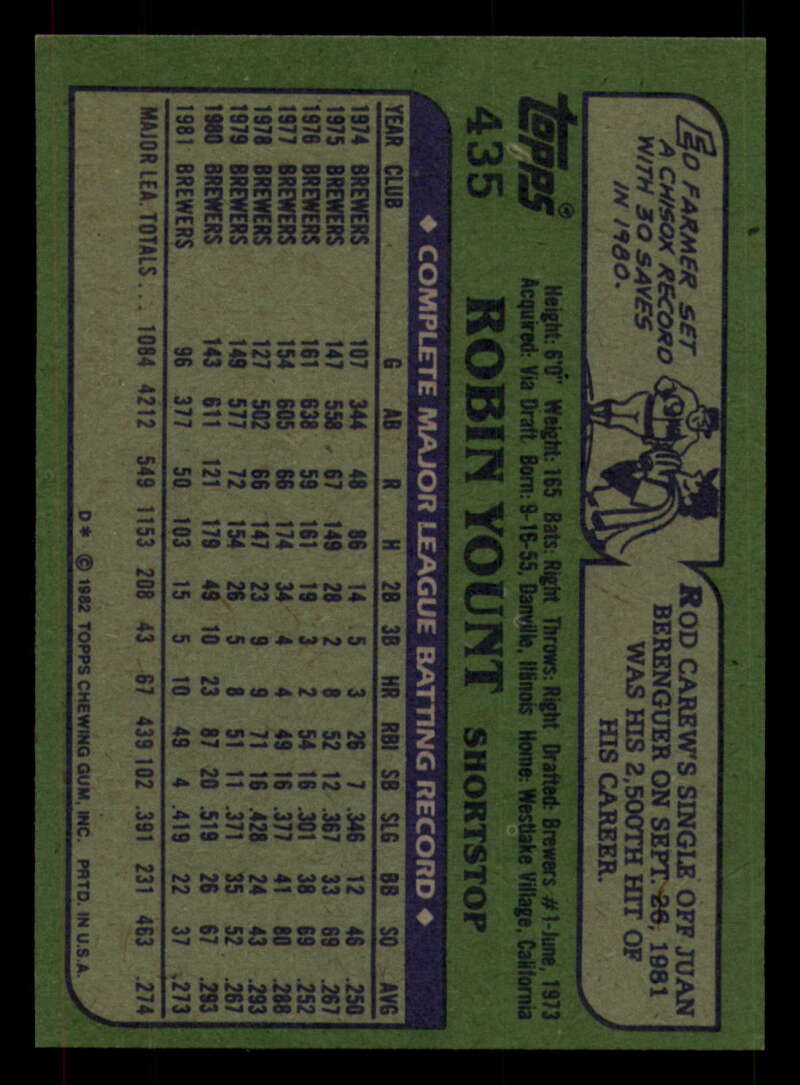 ED FARMER SET
A CHISOX RECORD
WITH 30 SAVES
IN 1980.
ROD CAREW'S SINGLE OFF JUAN
BERENGUER ON SEPT. 26, 1981
WAS HIS 2,500TH HIT OF
HIS CAREER.
TOPPS®
435
Height: 6'0" Weight: 165 Bats: Right Throws: Right Drafted: Brewers #1-June, 1973
Acquired: Via Draft Born: 9-16-55, Danville, Illinois Home: Westlake Village, California
ROBIN YOUNT SHORTSTOP
◆ COMPLETE MAJOR LEAGUE BATTING RECORD ◆
YEAR CLUB G AB R H 2B 3B HR RBI SB SLG BB SO AVG
1974 BREWERS 107 344 48 86 14 5 3 26 7 .346 12 46 .250
1975 BREWERS 147 558 67 149 28 2 8 52 12 .367 33 69 .267
1976 BREWERS 161 638 59 161 19 3 2 54 16 .301 38 69 .252
1977 BREWERS 154 605 66 174 34 4 4 49 16 .377 41 80 .288
1978 BREWERS 127 502 66 147 23 9 9 71 16 .428 24 43 .293
1979 BREWERS 149 577 72 154 26 5 8 51 11 .371 35 52 .267
1980 BREWERS 143 611 121 179 49 10 23 87 20 .519 26 67 .293
1981 BREWERS 96 377 50 103 15 5 10 49 4 .419 22 37 .273
MAJOR LEA. TOTALS... 1084 4212 549 1153 208 43 67 439 102 .391 231 463 .274
D* © 1982 TOPPS CHEWING GUM, INC. PRTD. IN U.S.A.